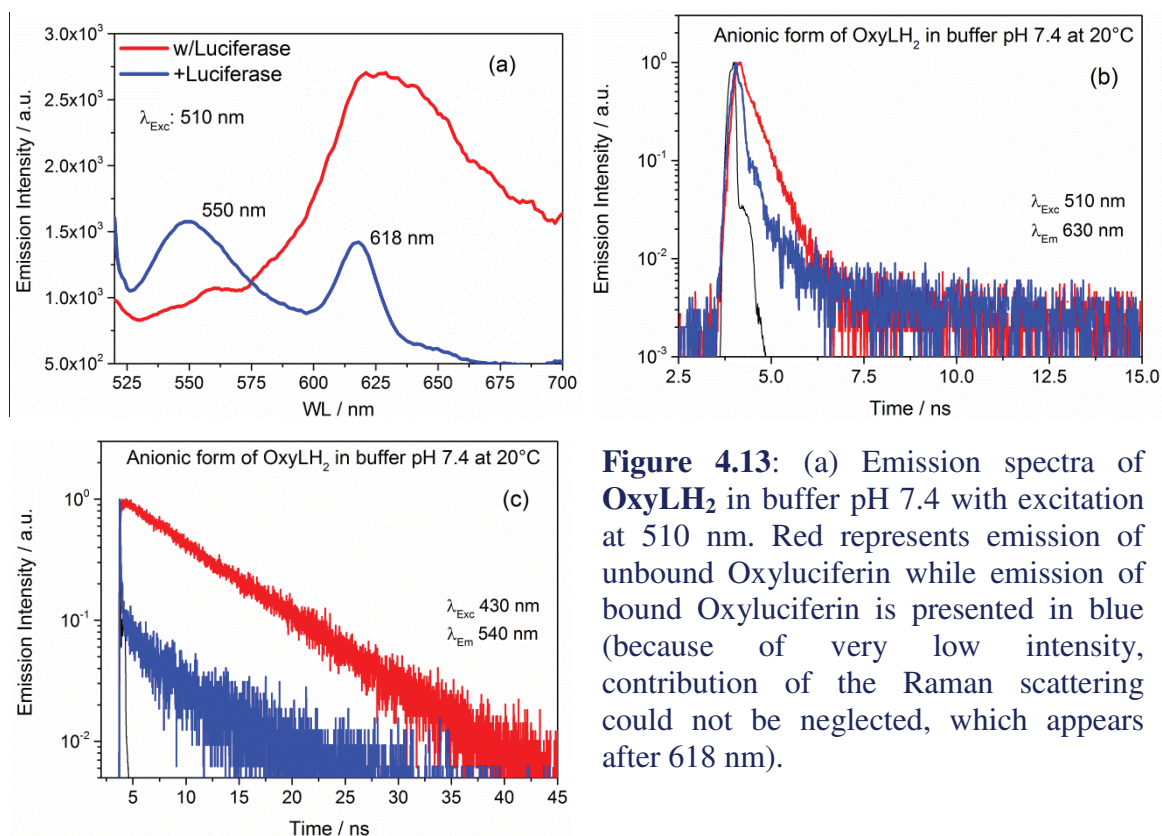 3.0x10³
2.5x10³
2.0x10³
1.5x10³
1.0x10³
5.0x10²
Emission Intensity / a.u.
w/Luciferase
+Luciferase
λExc: 510 nm
(a)
550 nm
618 nm
525 550 575 600 625 650 675 700
WL / nm
Anionic form of OxyLH₂ in buffer pH 7.4 at 20°C
(b)
10⁰
10⁻¹
10⁻²
10⁻³
Emission Intensity / a.u.
λExc 510 nm
λEm 630 nm
2.5 5.0 7.5 10.0 12.5 15.0
Time / ns
Anionic form of OxyLH₂ in buffer pH 7.4 at 20°C
(c)
10⁰
10⁻¹
10⁻²
Emission Intensity / a.u.
λExc 430 nm
λEm 540 nm
5 10 15 20 25 30 35 40 45
Time / ns
Figure 4.13: (a) Emission spectra of
OxyLH₂ in buffer pH 7.4 with excitation
at 510 nm. Red represents emission of
unbound Oxyluciferin while emission of
bound Oxyluciferin is presented in blue
(because of very low intensity,
contribution of the Raman scattering
could not be neglected, which appears
after 618 nm).